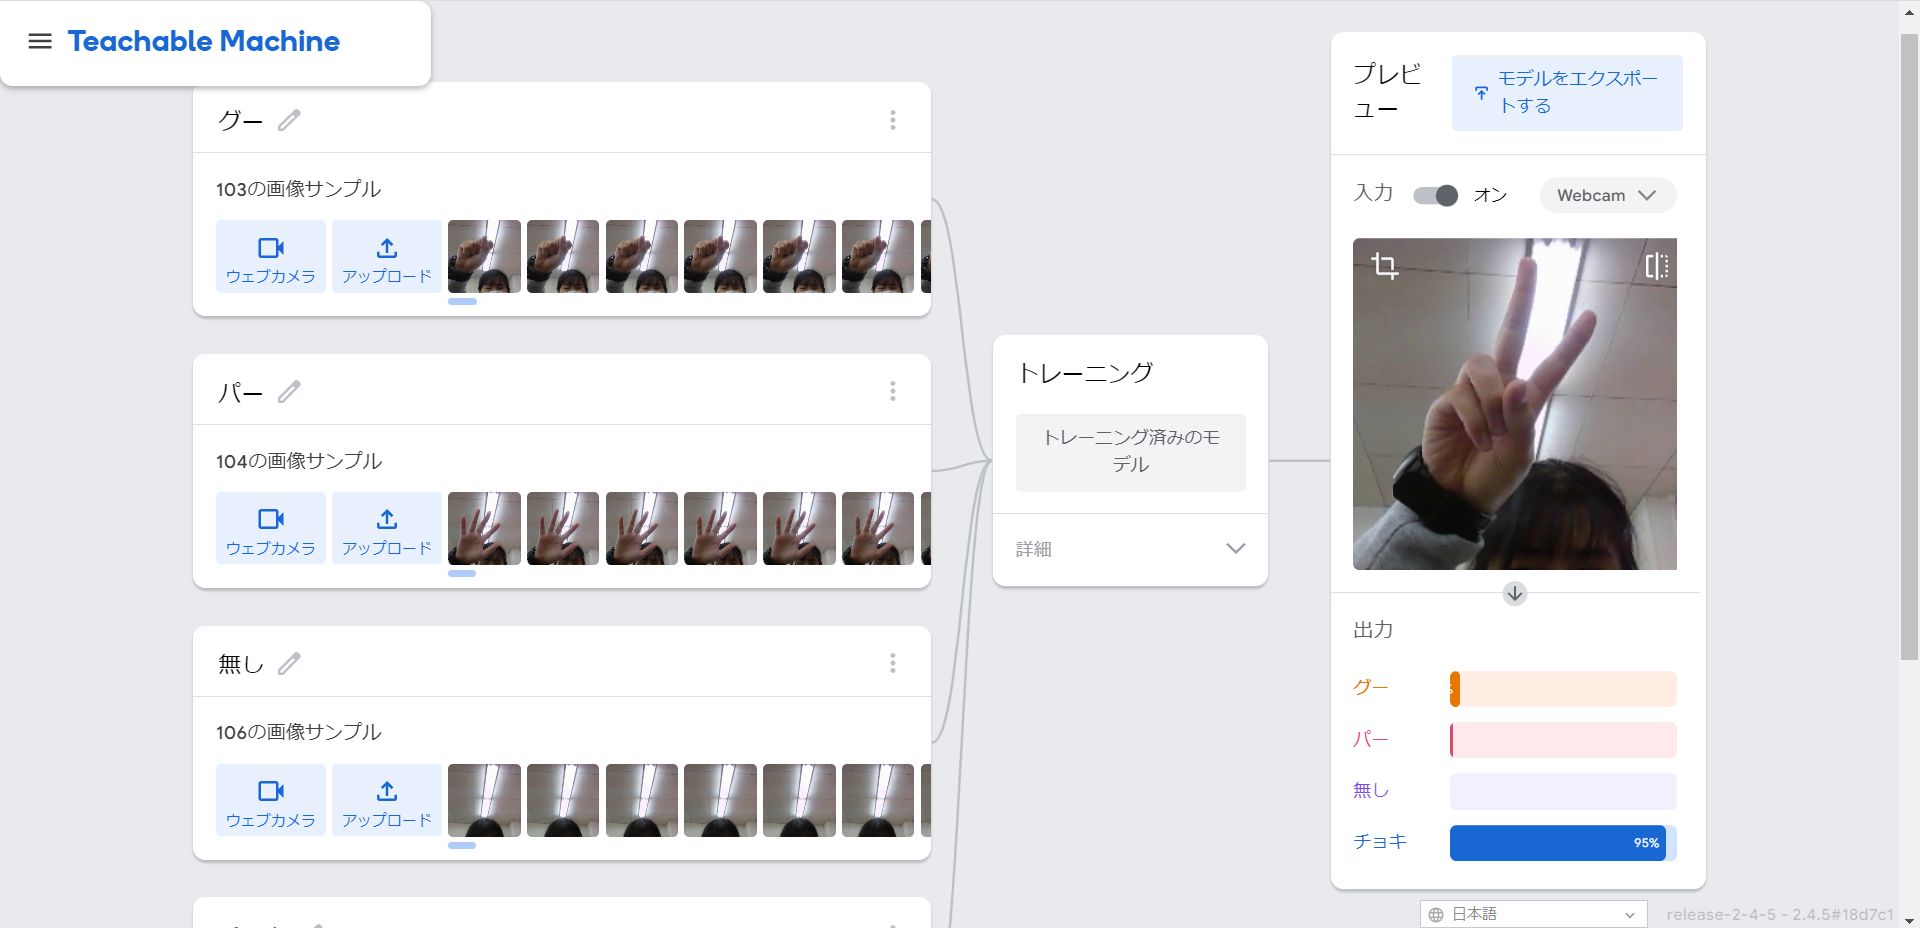 Teachable Machine
グー
103の画像サンプル
ウェブカメラ
アップロード
パー
104の画像サンプル
ウェブカメラ
アップロード
無し
106の画像サンプル
ウェブカメラ
アップロード
トレーニング
トレーニング済みのモ
デル
詳細
プレビ
ュー
モデルをエクスポー
トする
入力
オン
Webcam
出力
グー
パー
無し
チョキ
95%
日本語
release-2-4-5 - 2.4.5#18d7c1